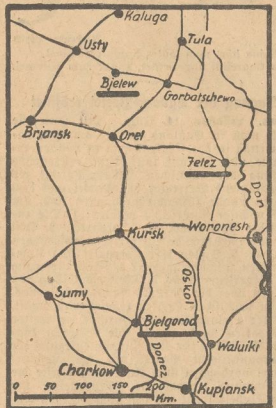 Kaluga
Usty
Tula
Bjelew
Gorbatschewo
Brjansk
Orel
Jelez
Don
Woronesh
Kursk
Oskol
Sumy
Bjelgorod
Waluiki
Donez
Charkow
Kupjansk
0 50 100 150 200
Km.